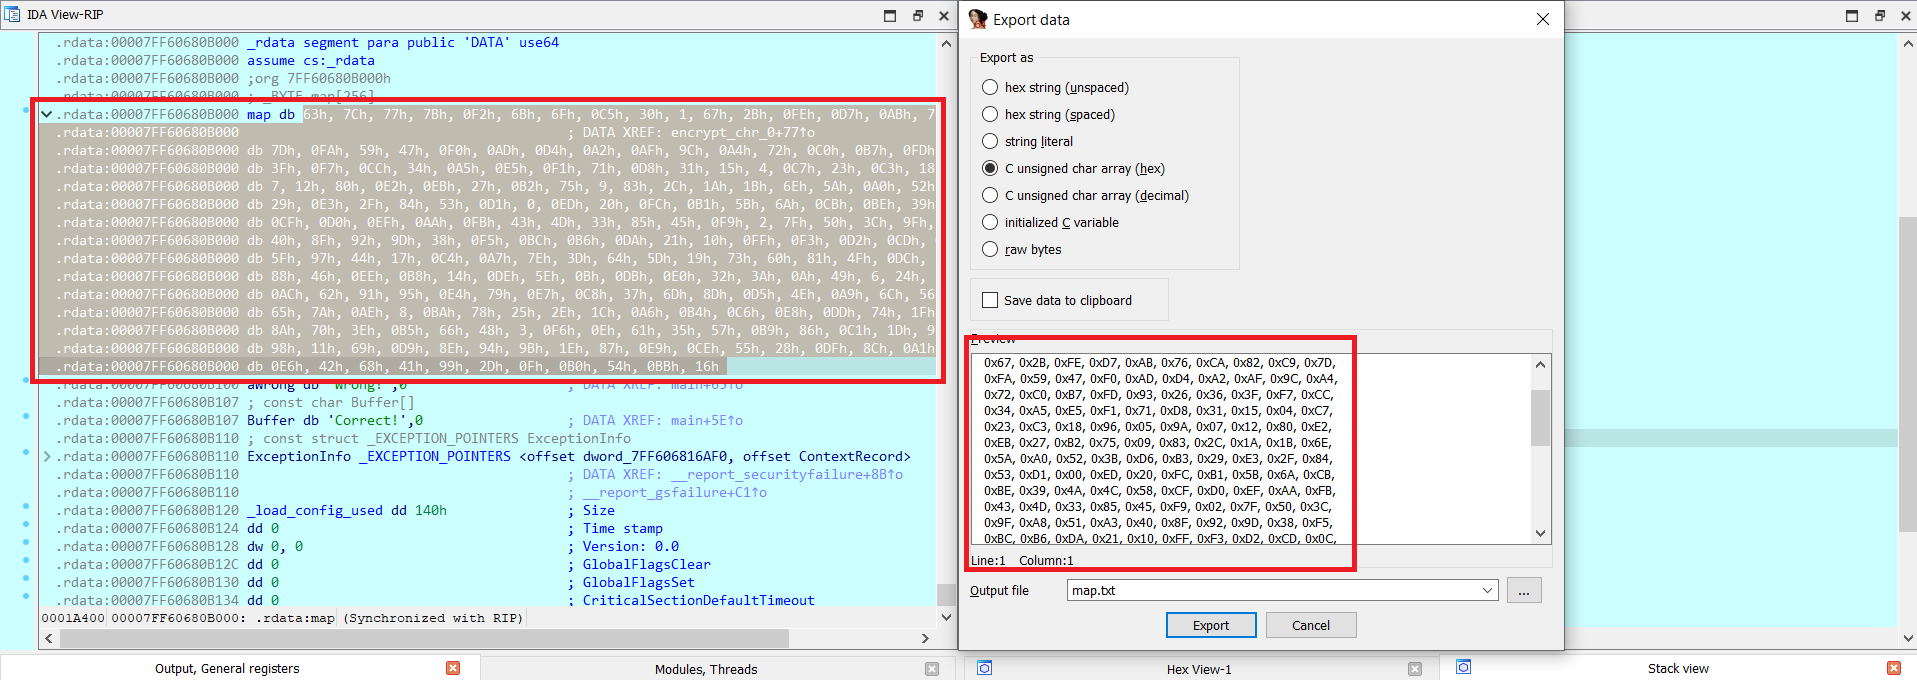 IDA View-RIP
.rdata:00007FF60680B000 _rdata segment para public 'DATA' use64
.rdata:00007FF60680B000 assume cs:_rdata
.rdata:00007FF60680B000 ;org 7FF60680B000h
.rdata:00007FF60680B000 ; _BYTE map[256]
.rdata:00007FF60680B000 map db 63h, 7Ch, 77h, 7Bh, 0F2h, 6Bh, 6Fh, 0C5h, 30h, 1, 67h, 2Bh, 0FEh, 0D7h, 0ABh, 7
.rdata:00007FF60680B000 ; DATA XREF: encrypt_chr_0+77↑o
.rdata:00007FF60680B000 db 7Dh, 0FAh, 59h, 47h, 0F0h, 0ADh, 0D4h, 0A2h, 0AFh, 9Ch, 0A4h, 72h, 0C0h, 0B7h, 0FDh
.rdata:00007FF60680B000 db 3Fh, 0F7h, 0CCh, 34h, 0A5h, 0E5h, 0F1h, 71h, 0D8h, 31h, 15h, 4, 0C7h, 23h, 0C3h, 18
.rdata:00007FF60680B000 db 7, 12h, 80h, 0E2h, 0EBh, 27h, 0B2h, 75h, 9, 83h, 2Ch, 1Ah, 1Bh, 6Eh, 5Ah, 0A0h, 52h
.rdata:00007FF60680B000 db 29h, 0E3h, 2Fh, 84h, 53h, 0D1h, 0, 0EDh, 20h, 0FCh, 0B1h, 5Bh, 6Ah, 0CBh, 0BEh, 39h
.rdata:00007FF60680B000 db 0CFh, 0D0h, 0EFh, 0AAh, 0FBh, 43h, 4Dh, 33h, 85h, 45h, 0F9h, 2, 7Fh, 50h, 3Ch, 9Fh,
.rdata:00007FF60680B000 db 40h, 8Fh, 92h, 9Dh, 38h, 0F5h, 0BCh, 0B6h, 0DAh, 21h, 10h, 0FFh, 0F3h, 0D2h, 0CDh,
.rdata:00007FF60680B000 db 5Fh, 97h, 44h, 17h, 0C4h, 0A7h, 7Eh, 3Dh, 64h, 5Dh, 19h, 73h, 60h, 81h, 4Fh, 0DCh,
.rdata:00007FF60680B000 db 88h, 46h, 0EEh, 0B8h, 14h, 0DEh, 5Eh, 0Bh, 0DBh, 0E0h, 32h, 3Ah, 0Ah, 49h, 6, 24h,
.rdata:00007FF60680B000 db 0ACh, 62h, 91h, 95h, 0E4h, 79h, 0E7h, 0C8h, 37h, 6Dh, 8Dh, 0D5h, 4Eh, 0A9h, 6Ch, 56
.rdata:00007FF60680B000 db 65h, 7Ah, 0AEh, 8, 0BAh, 78h, 25h, 2Eh, 1Ch, 0A6h, 0B4h, 0C6h, 0E8h, 0DDh, 74h, 1Fh
.rdata:00007FF60680B000 db 8Ah, 70h, 3Eh, 0B5h, 66h, 48h, 3, 0F6h, 0Eh, 61h, 35h, 57h, 0B9h, 86h, 0C1h, 1Dh, 9
.rdata:00007FF60680B000 db 98h, 11h, 69h, 0D9h, 8Eh, 94h, 9Bh, 1Eh, 87h, 0E9h, 0CEh, 55h, 28h, 0DFh, 8Ch, 0A1h
.rdata:00007FF60680B000 db 0E6h, 42h, 68h, 41h, 99h, 2Dh, 0Fh, 0B0h, 54h, 0BBh, 16h
.rdata:00007FF60680B100 aWrong db 'Wrong!',0 ; DATA XREF: main+65↑o
.rdata:00007FF60680B107 ; const char Buffer[]
.rdata:00007FF60680B107 Buffer db 'Correct!',0 ; DATA XREF: main+5E↑o
.rdata:00007FF60680B110 ; const struct _EXCEPTION_POINTERS ExceptionInfo
.rdata:00007FF60680B110 ExceptionInfo _EXCEPTION_POINTERS <offset dword_7FF606816AF0, offset ContextRecord>
.rdata:00007FF60680B110 ; DATA XREF: __report_securityfailure+8B↑o
.rdata:00007FF60680B110 ; __report_gsfailure+C1↑o
.rdata:00007FF60680B120 _load_config_used dd 140h ; Size
.rdata:00007FF60680B124 dd 0 ; Time stamp
.rdata:00007FF60680B128 dw 0, 0 ; Version: 0.0
.rdata:00007FF60680B12C dd 0 ; GlobalFlagsClear
.rdata:00007FF60680B130 dd 0 ; GlobalFlagsSet
.rdata:00007FF60680B134 dd 0 ; CriticalSectionDefaultTimeout
0001A400 00007FF60680B000: .rdata:map (Synchronized with RIP)
Output, General registers
Modules, Threads
Export data
Export as
hex string (unspaced)
hex string (spaced)
string literal
C unsigned char array (hex)
C unsigned char array (decimal)
initialized C variable
raw bytes
Save data to clipboard
Preview
0x67, 0x2B, 0xFE, 0xD7, 0xAB, 0x76, 0xCA, 0x82, 0xC9, 0x7D,
0xFA, 0x59, 0x47, 0xF0, 0xAD, 0xD4, 0xA2, 0xAF, 0x9C, 0xA4,
0x72, 0xC0, 0xB7, 0xFD, 0x93, 0x26, 0x36, 0x3F, 0xF7, 0xCC,
0x34, 0xA5, 0xE5, 0xF1, 0x71, 0xD8, 0x31, 0x15, 0x04, 0xC7,
0x23, 0xC3, 0x18, 0x96, 0x05, 0x9A, 0x07, 0x12, 0x80, 0xE2,
0xEB, 0x27, 0xB2, 0x75, 0x09, 0x83, 0x2C, 0x1A, 0x1B, 0x6E,
0x5A, 0xA0, 0x52, 0x3B, 0xD6, 0xB3, 0x29, 0xE3, 0x2F, 0x84,
0x53, 0xD1, 0x00, 0xED, 0x20, 0xFC, 0xB1, 0x5B, 0x6A, 0xCB,
0xBE, 0x39, 0x4A, 0x4C, 0x58, 0xCF, 0xD0, 0xEF, 0xAA, 0xFB,
0x43, 0x4D, 0x33, 0x85, 0x45, 0xF9, 0x02, 0x7F, 0x50, 0x3C,
0x9F, 0xA8, 0x51, 0xA3, 0x40, 0x8F, 0x92, 0x9D, 0x38, 0xF5,
0xBC, 0xB6, 0xDA, 0x21, 0x10, 0xFF, 0xF3, 0xD2, 0xCD, 0x0C,
Line:1 Column:1
Output file
map.txt
...
Export
Cancel
Hex View-1
Stack view